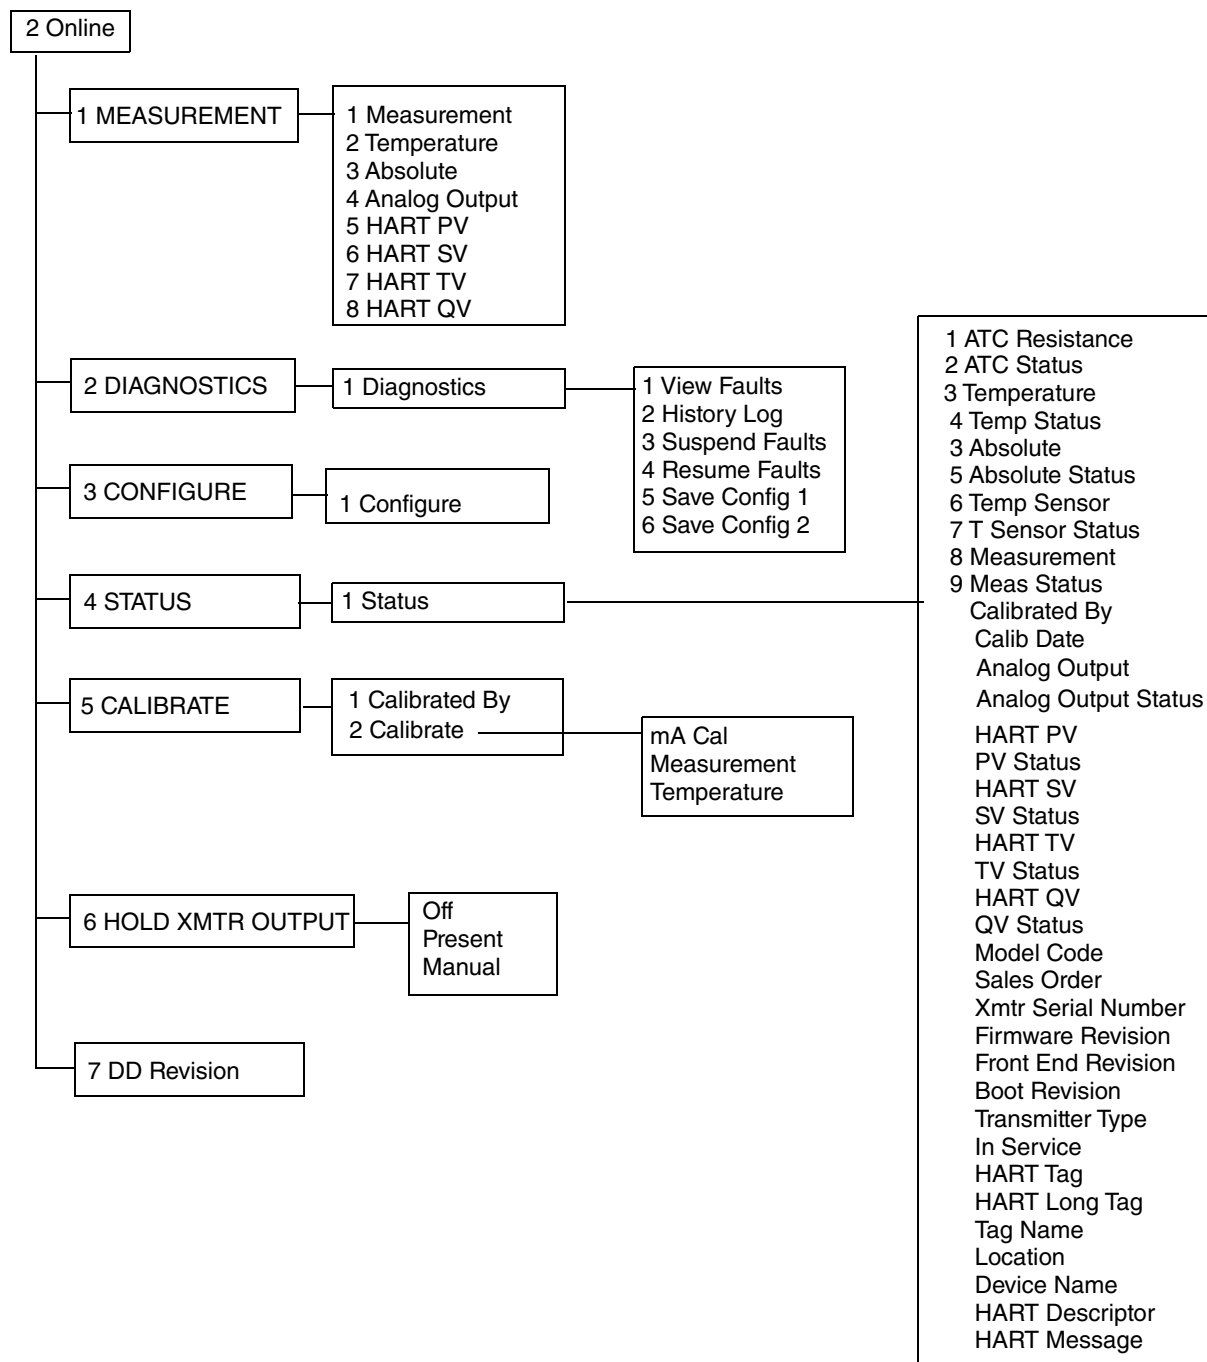 2 Online
1 MEASUREMENT
1 Measurement
2 Temperature
3 Absolute
4 Analog Output
5 HART PV
6 HART SV
7 HART TV
8 HART QV
2 DIAGNOSTICS
1 Diagnostics
1 View Faults
2 History Log
3 Suspend Faults
4 Resume Faults
5 Save Config 1
6 Save Config 2
3 CONFIGURE
1 Configure
4 STATUS
1 Status
1 ATC Resistance
2 ATC Status
3 Temperature
4 Temp Status
3 Absolute
5 Absolute Status
6 Temp Sensor
7 T Sensor Status
8 Measurement
9 Meas Status
Calibrated By
Calib Date
Analog Output
Analog Output Status
HART PV
PV Status
HART SV
SV Status
HART TV
TV Status
HART QV
QV Status
Model Code
Sales Order
Xmtr Serial Number
Firmware Revision
Front End Revision
Boot Revision
Transmitter Type
In Service
HART Tag
HART Long Tag
Tag Name
Location
Device Name
HART Descriptor
HART Message
5 CALIBRATE
1 Calibrated By
2 Calibrate
mA Cal
Measurement
Temperature
6 HOLD XMTR OUTPUT
Off
Present
Manual
7 DD Revision